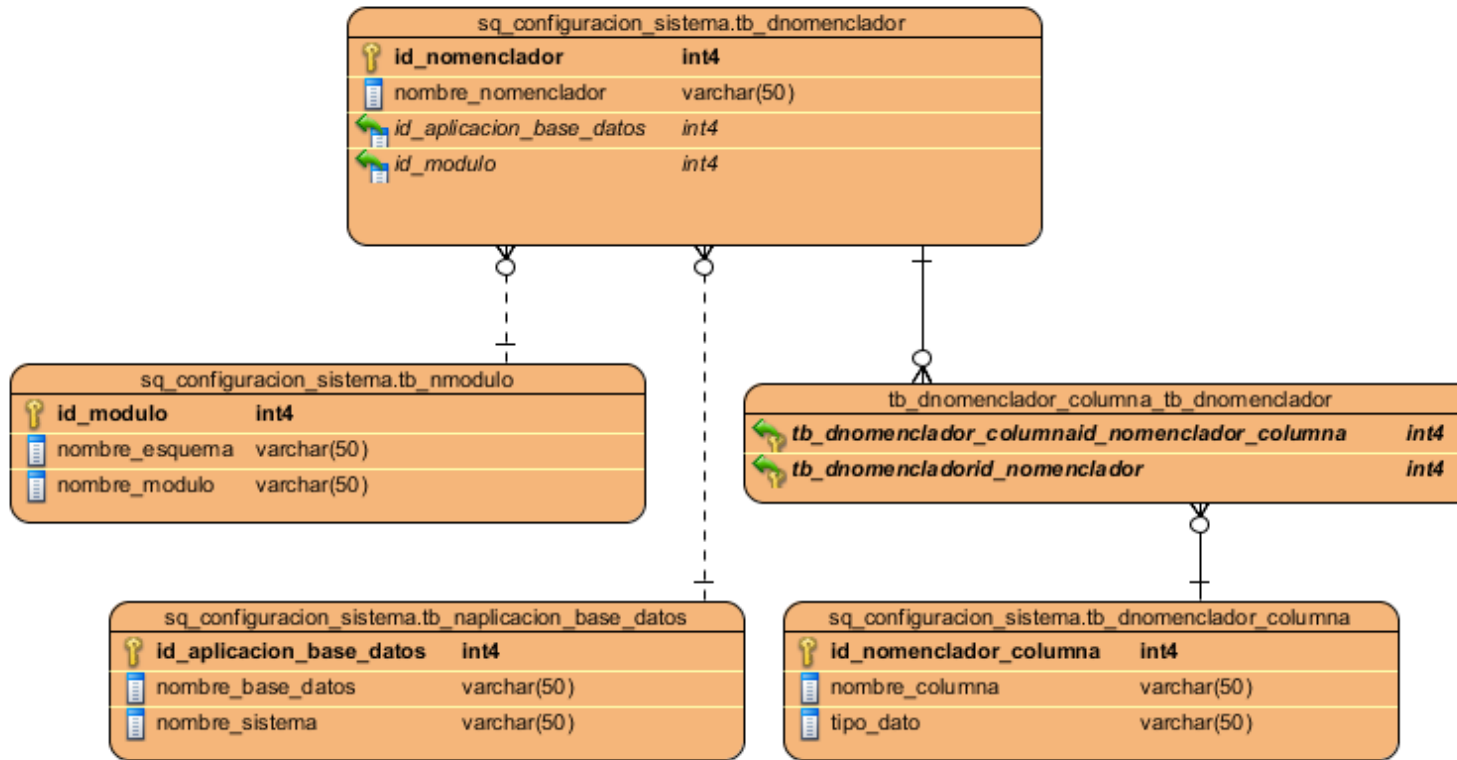 sq_configuracion_sistema.tb_dnomenclador
id_nomenclador int4
nombre_nomenclador varchar(50)
id_aplicacion_base_datos int4
id_modulo int4
sq_configuracion_sistema.tb_nmodulo
id_modulo int4
nombre_esquema varchar(50)
nombre_modulo varchar(50)
tb_dnomenclador_columna_tb_dnomenclador
tb_dnomenclador_columnaid_nomenclador_columna int4
tb_dnomencladorid_nomenclador int4
sq_configuracion_sistema.tb_naplicacion_base_datos
id_aplicacion_base_datos int4
nombre_base_datos varchar(50)
nombre_sistema varchar(50)
sq_configuracion_sistema.tb_dnomenclador_columna
id_nomenclador_columna int4
nombre_columna varchar(50)
tipo_dato varchar(50)